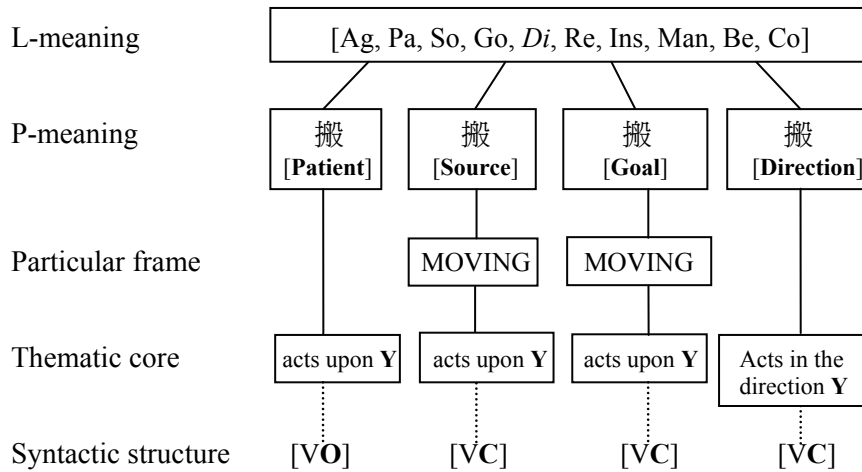 L-meaning [Ag, Pa, So, Go, Di, Re, Ins, Man, Be, Co]
P-meaning 搬 搬 搬 搬
[Patient] [Source] [Goal] [Direction]
Particular frame MOVING MOVING
Thematic core acts upon Y acts upon Y acts upon Y Acts in the
direction Y
Syntactic structure [VO] [VC] [VC] [VC]